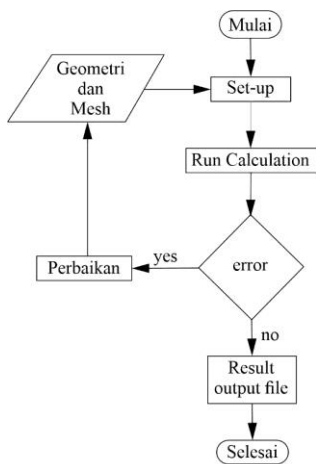 Mulai
Geometri
dan
Mesh
Set-up
Run Calculation
error
yes
Perbaikan
no
Result
output file
Selesai